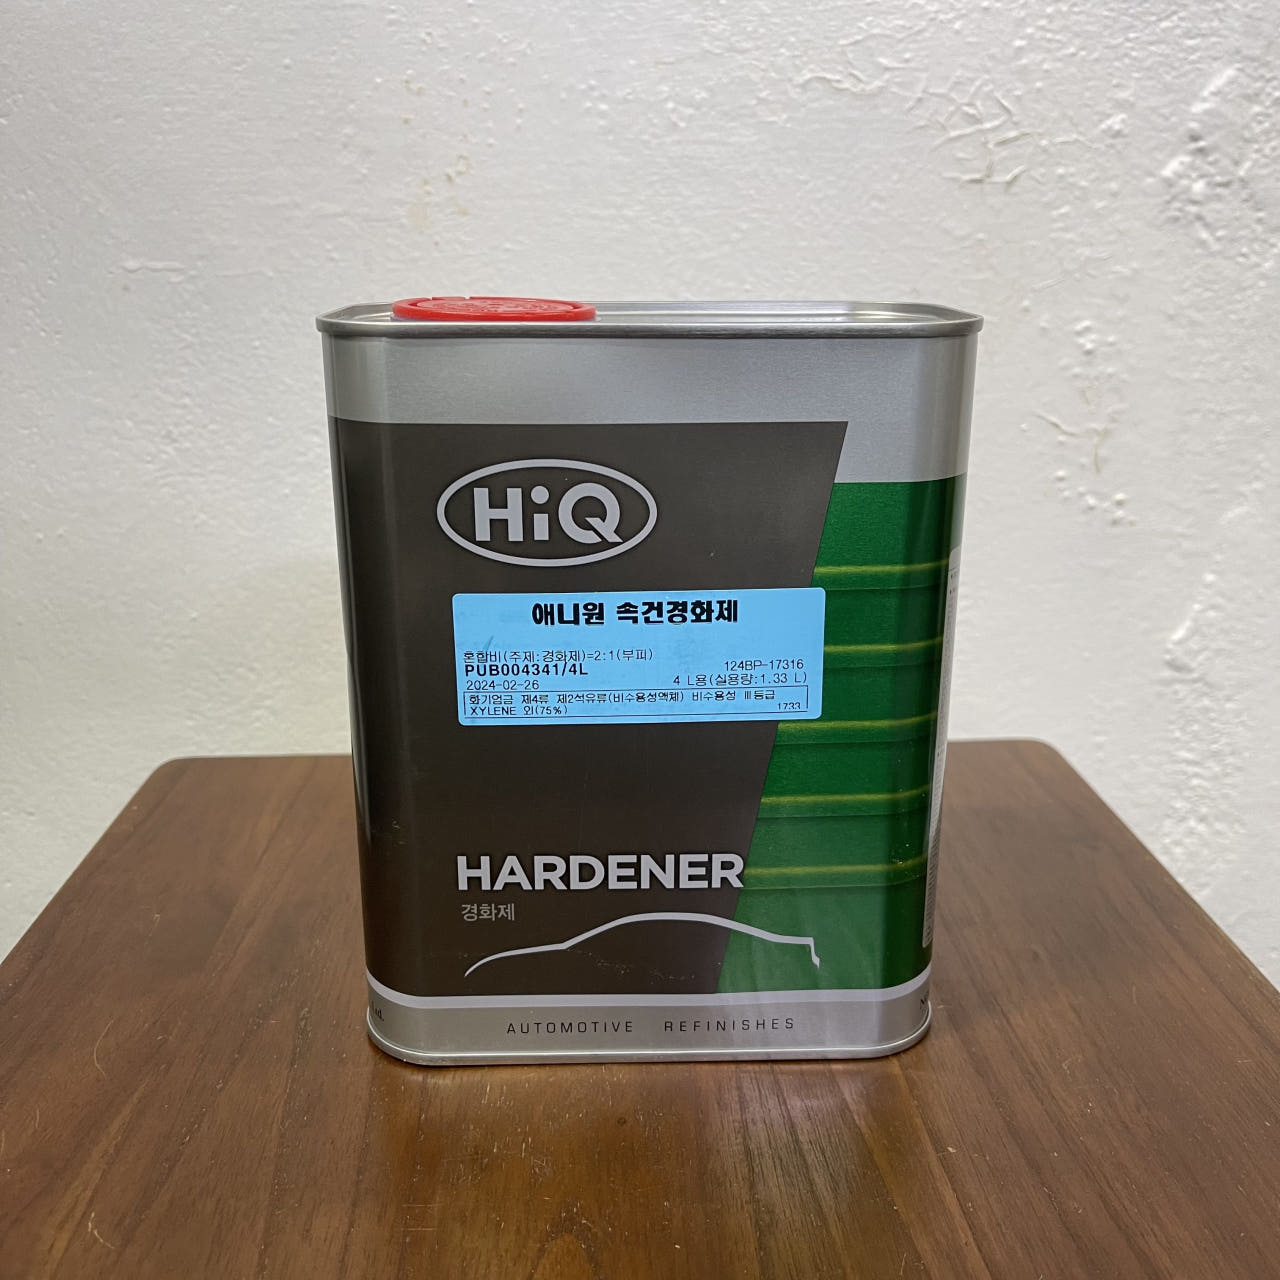 HiQ
애니원 속건경화제
혼합비(주제:경화제)=2:1(부피)
PUB004341/4L 124BP-17316
2024-02-26 4 L용(실용량:1.33 L)
화기엄금 제4류 제2석유류(비수용성액체) 비수용성 Ⅲ등급
XYLENE 외(75%) 1733
HARDENER
경화제
AUTOMOTIVE REFINISHES